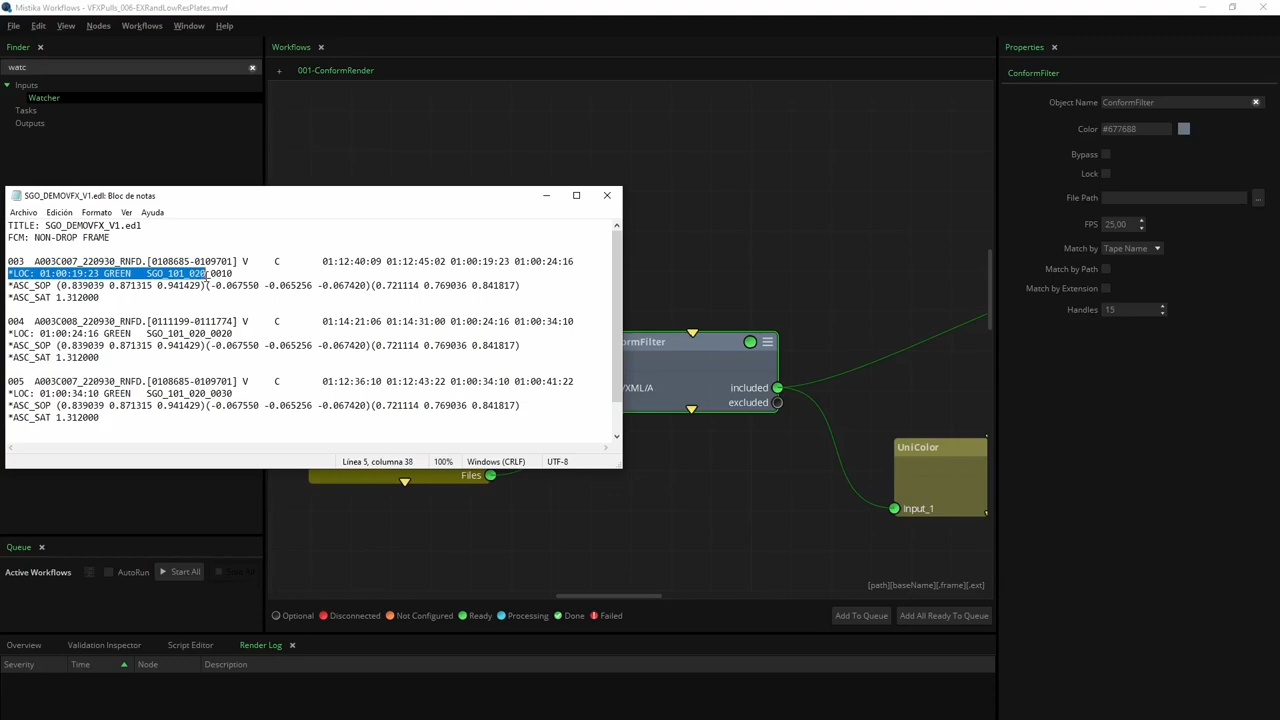 Mistika Workflows - VFXPulls_006-EXRandLowResPlates.mwf
File Edit View Nodes Workflows Window Help
Finder
watc
Inputs
Watcher
Tasks
Outputs
Workflows
+ 001-ConformRender
SGO_DEMOVFX_V1.edl: Bloc de notas
Archivo Edición Formato Ver Ayuda
TITLE: SGO_DEMOVFX_V1.edl
FCM: NON-DROP FRAME
003 A003C007_220930_RNFD.[0108685-0109701] V C 01:12:40:09 01:12:45:02 01:00:19:23 01:00:24:16
*LOC: 01:00:19:23 GREEN SGO_101_020_0010
*ASC_SOP (0.839039 0.871315 0.941429)(-0.067550 -0.065256 -0.067420)(0.721114 0.769036 0.841817)
*ASC_SAT 1.312000
004 A003C008_220930_RNFD.[0111199-0111774] V C 01:14:21:06 01:14:31:00 01:00:24:16 01:00:34:10
*LOC: 01:00:24:16 GREEN SGO_101_020_0020
*ASC_SOP (0.839039 0.871315 0.941429)(-0.067550 -0.065256 -0.067420)(0.721114 0.769036 0.841817)
*ASC_SAT 1.312000
005 A003C007_220930_RNFD.[0108685-0109701] V C 01:12:36:10 01:12:43:22 01:00:34:10 01:00:41:22
*LOC: 01:00:34:10 GREEN SGO_101_020_0030
*ASC_SOP (0.839039 0.871315 0.941429)(-0.067550 -0.065256 -0.067420)(0.721114 0.769036 0.841817)
*ASC_SAT 1.312000
Línea 5, columna 38 100% Windows (CRLF) UTF-8
ormFilter
/XML/A
included
excluded
Files
UniColor
Input_1
[path][baseName][.frame][.ext]
Optional Disconnected Not Configured Ready Processing Done Failed
Add To Queue Add All Ready To Queue
Properties
ConformFilter
Object Name ConformFilter
Color #677688
Bypass
Lock
File Path ...
FPS 25,00
Match by Tape Name
Match by Path
Match by Extension
Handles 15
Queue
Active Workflows AutoRun Start All
Overview Validation Inspector Script Editor Render Log
Severity Time Node Description